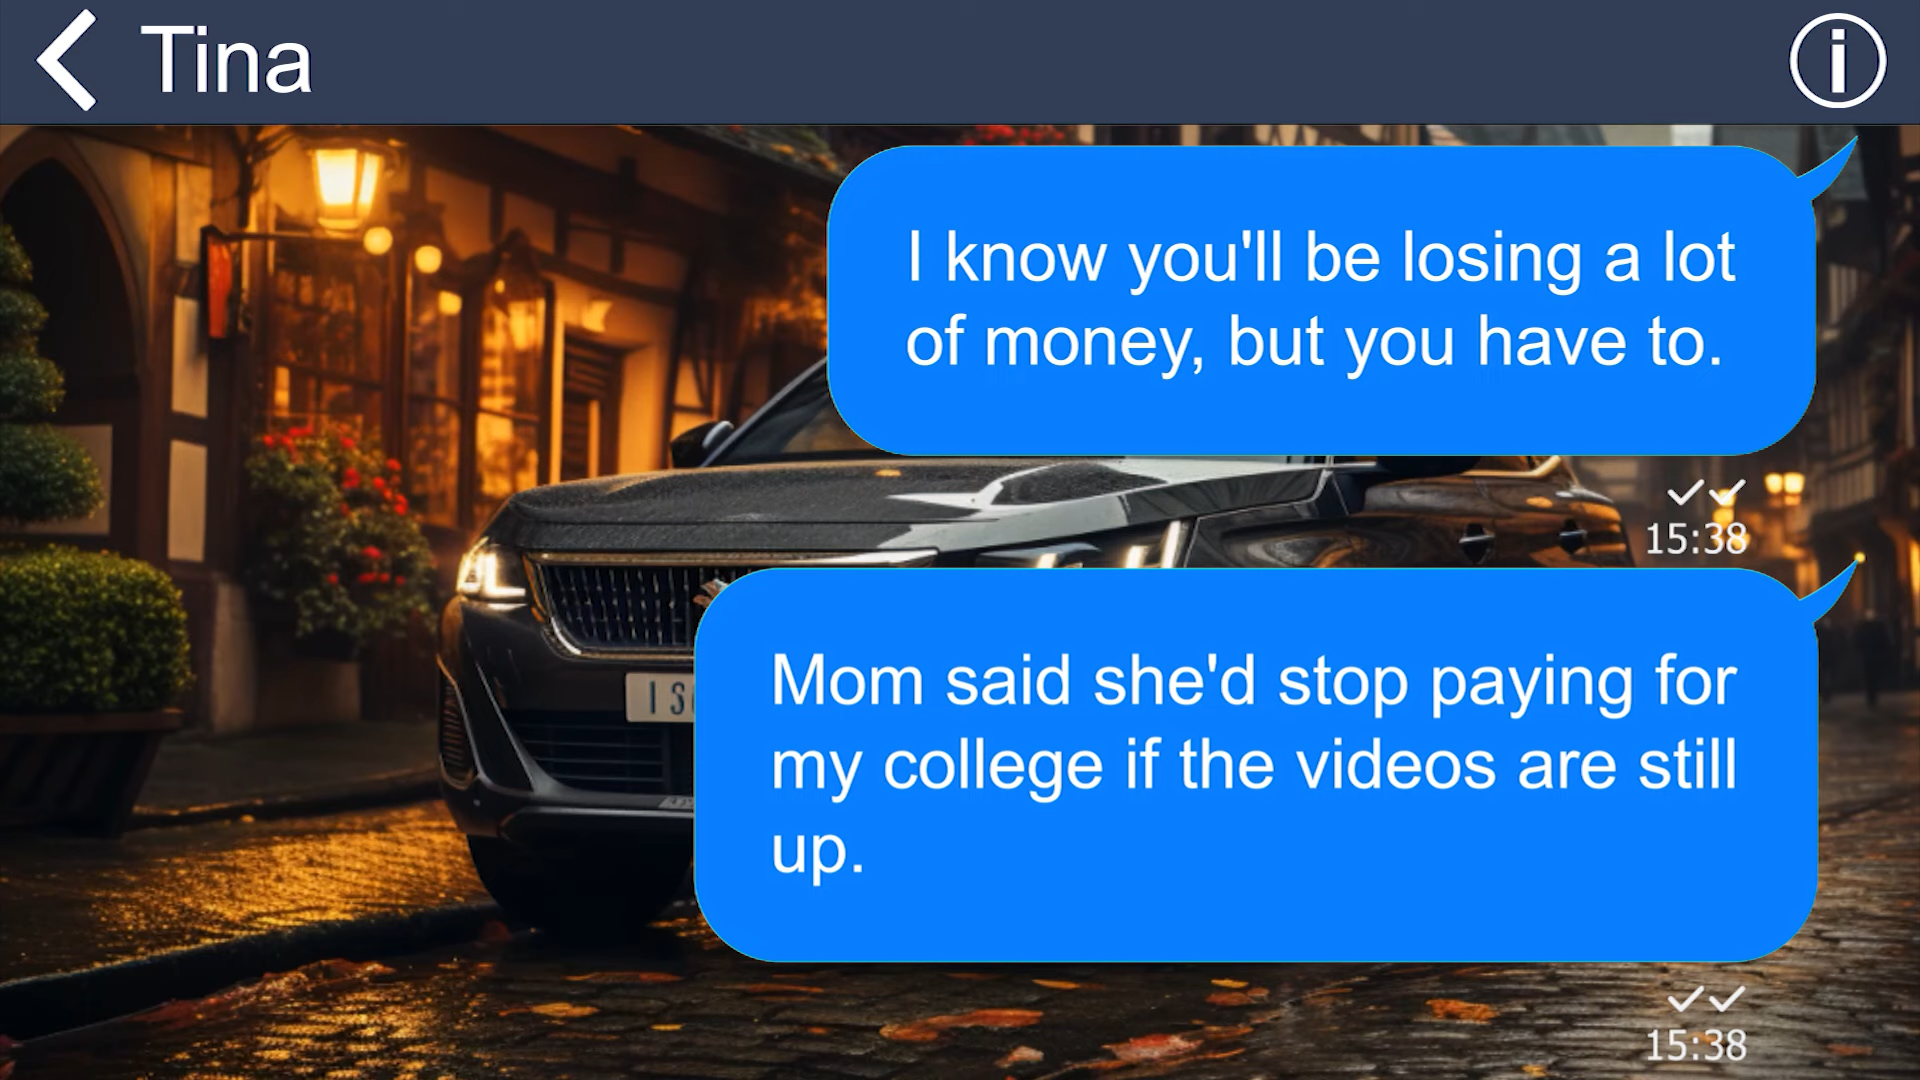 Tina
I know you'll be losing a lot
of money, but you have to.
15:38
Mom said she'd stop paying for
my college if the videos are still
up.
15:38